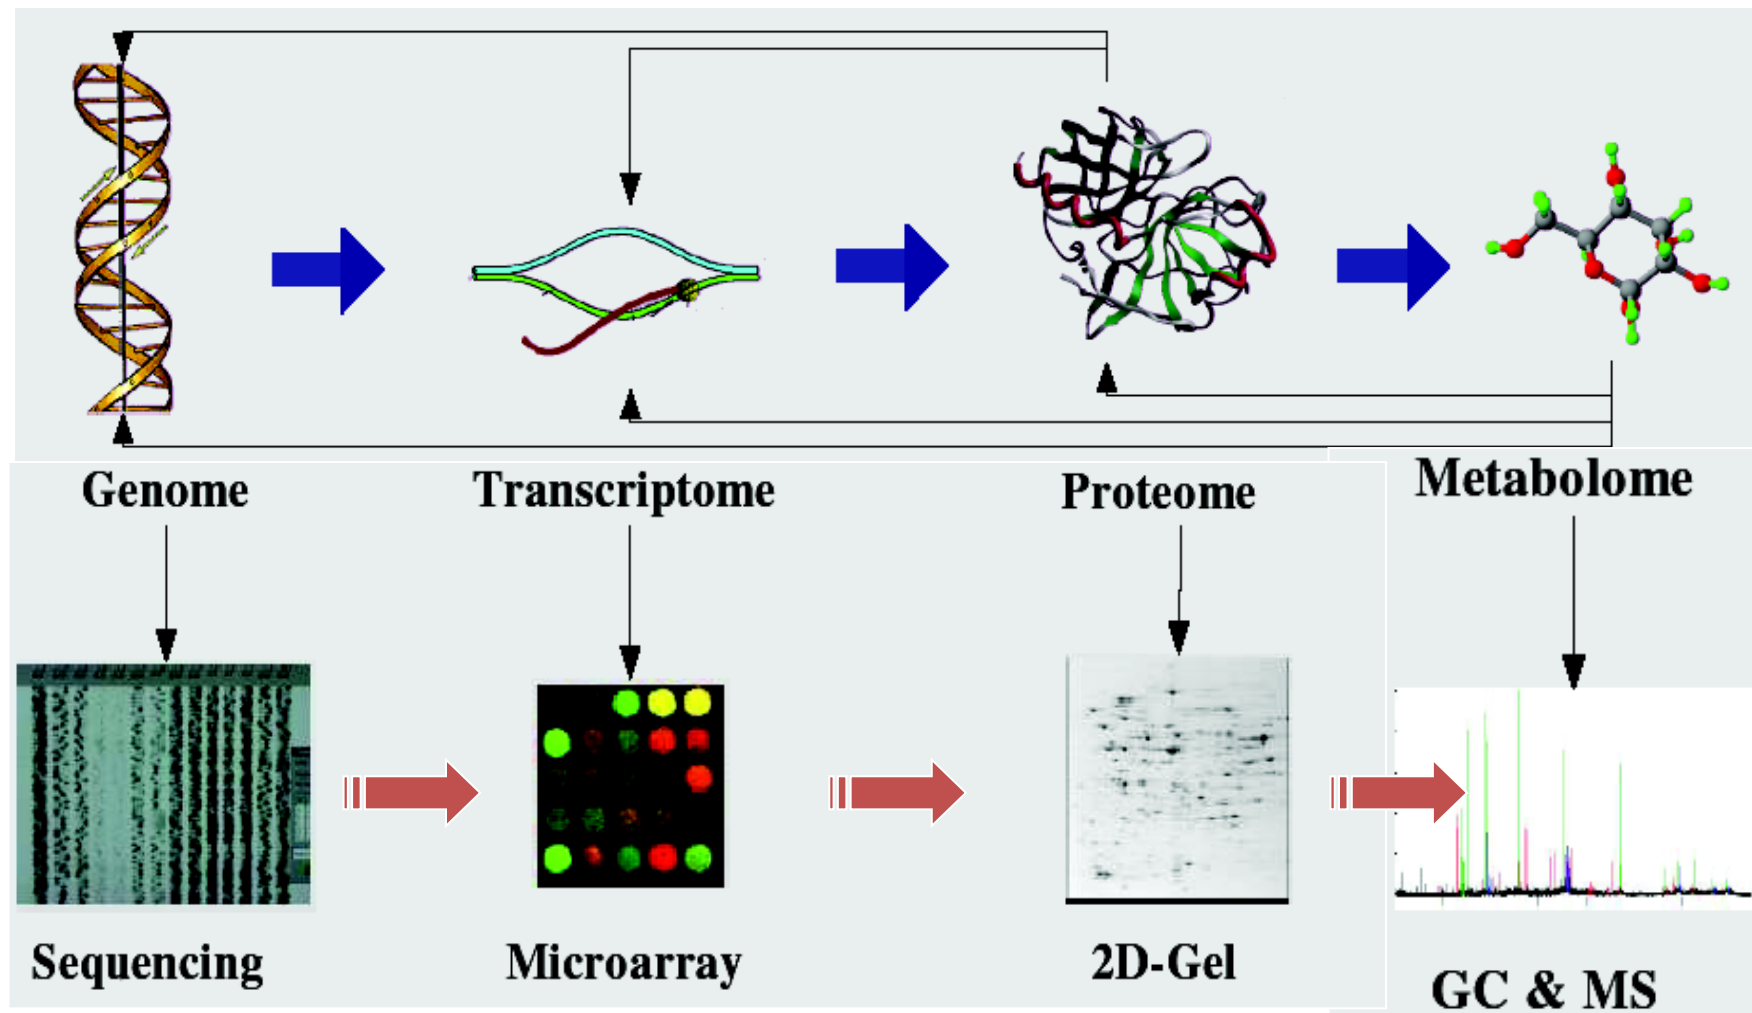 Genome
Transcriptome
Proteome
Metabolome
Sequencing
Microarray
2D-Gel
GC & MS